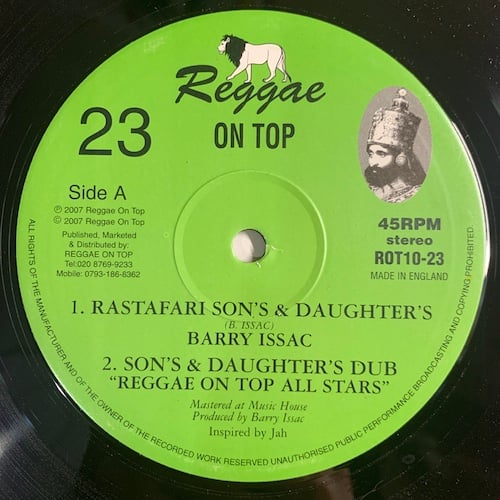 Reggae
ON TOP
23
Side A
℗ 2007 Reggae On Top
© 2007 Reggae On Top
Published, Marketed
& Distributed by:
REGGAE ON TOP
Tel:020 8769-9233
Mobile: 0793-186-6362
45RPM
stereo
ROT10-23
MADE IN ENGLAND
1. RASTAFARI SON'S & DAUGHTER'S
(B. ISSAC)
BARRY ISSAC
2. SON'S & DAUGHTER'S DUB
“REGGAE ON TOP ALL STARS”
Mastered at Music House
Produced by Barry Issac
Inspired by Jah
ALL RIGHTS OF THE MANUFACTURER AND OF THE OWNER OF THE RECORDED WORK RESERVED UNAUTHORISED PUBLIC PERFORMANCE BROADCASTING AND COPYING PROHIBITED